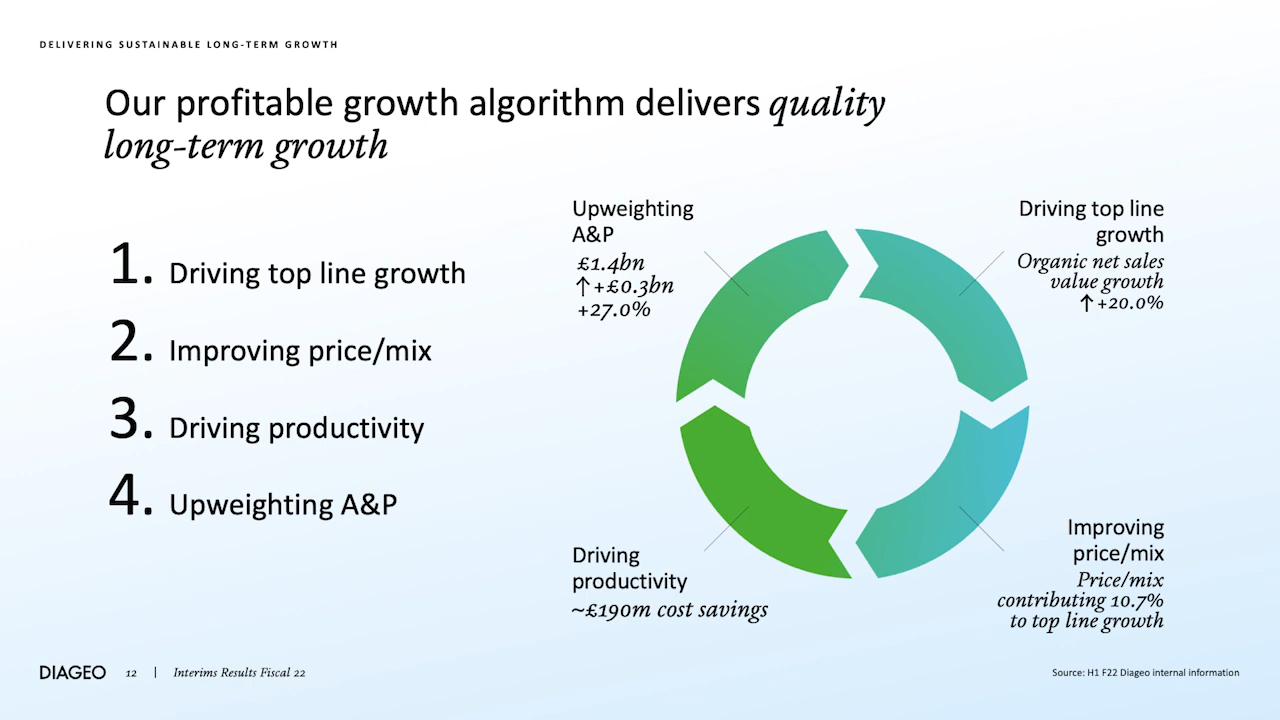 DELIVERING SUSTAINABLE LONG-TERM GROWTH
Our profitable growth algorithm delivers quality
long-term growth
1. Driving top line growth
2. Improving price/mix
3. Driving productivity
4. Upweighting A&P
Upweighting
A&P
£1.4bn
↑+£0.3bn
+27.0%
Driving top line
growth
Organic net sales
value growth
↑+20.0%
Driving
productivity
~£190m cost savings
Improving
price/mix
Price/mix
contributing 10.7%
to top line growth
DIAGEO 12 | Interims Results Fiscal 22
Source: H1 F22 Diageo internal information